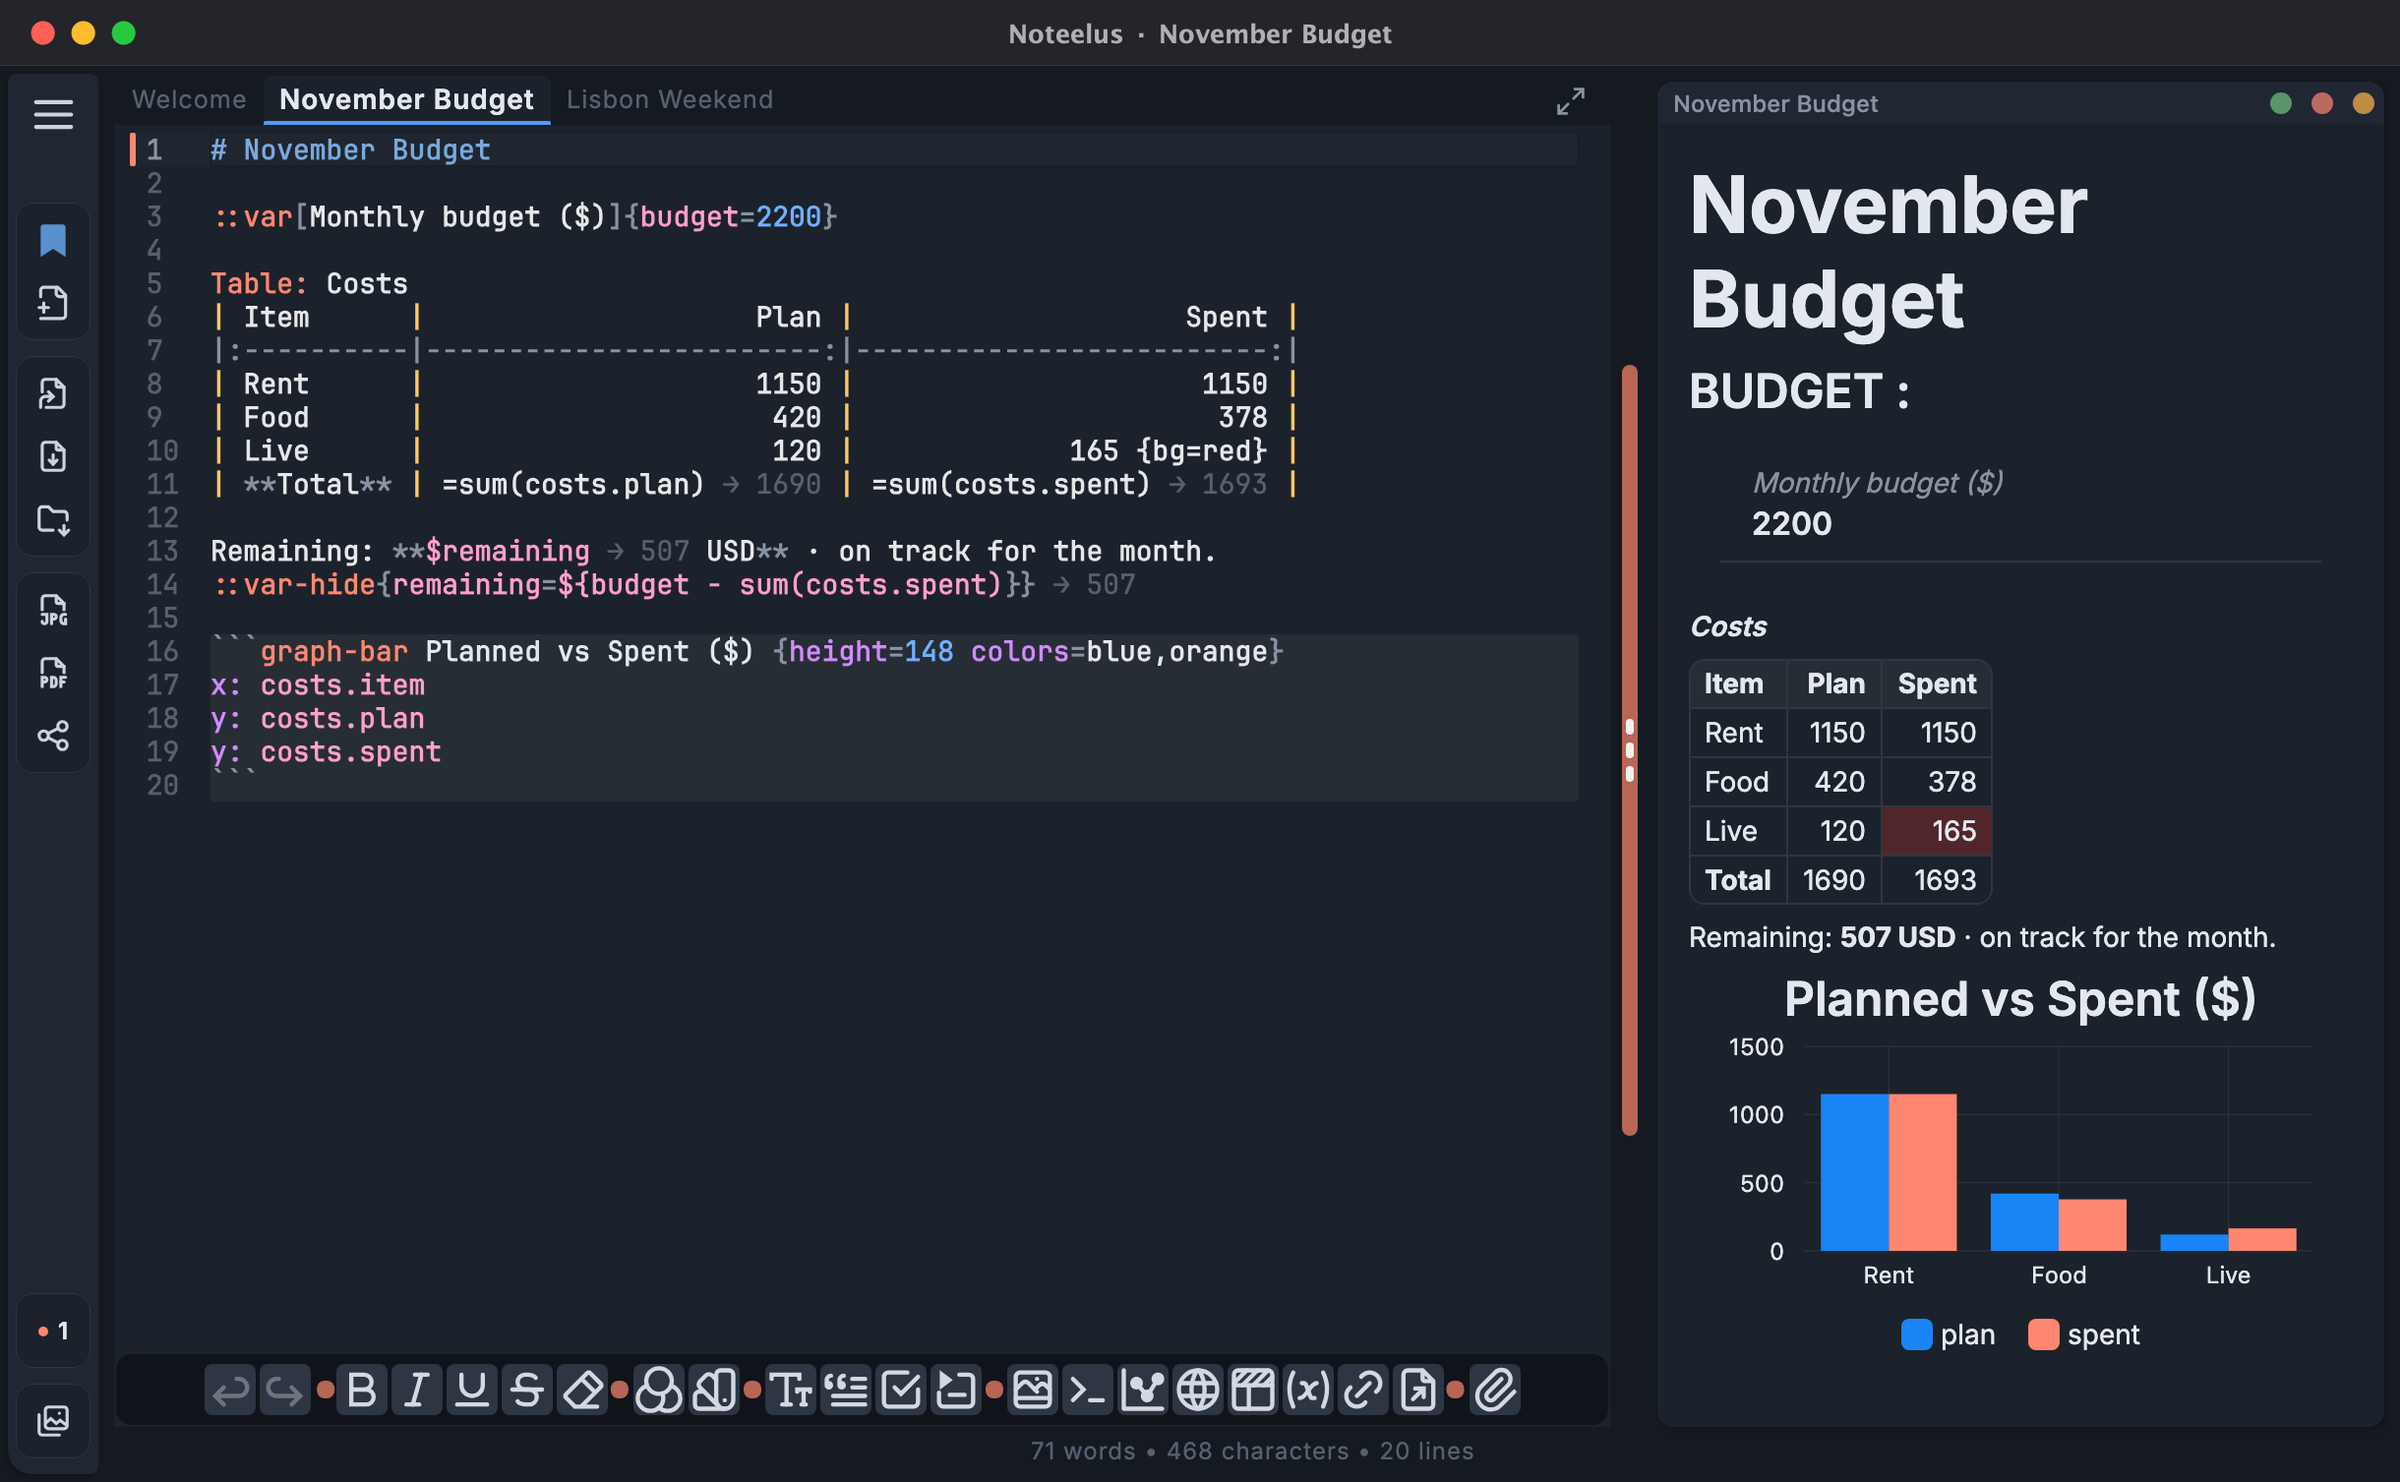 Noteelus · November Budget
Welcome
November Budget
Lisbon Weekend
1 # November Budget
2
3 ::var[Monthly budget ($)]{budget=2200}
4
5 Table: Costs
6 | Item | Plan | Spent |
7 |:----------|------------------------:|-------------------------:|
8 | Rent | 1150 | 1150 |
9 | Food | 420 | 378 |
10 | Live | 120 | 165 {bg=red} |
11 | **Total** | =sum(costs.plan) → 1690 | =sum(costs.spent) → 1693 |
12
13 Remaining: **$remaining → 507 USD** · on track for the month.
14 ::var-hide{remaining=${budget - sum(costs.spent)}} → 507
15
16 ```graph-bar Planned vs Spent ($) {height=148 colors=blue,orange}
17 x: costs.item
18 y: costs.plan
19 y: costs.spent
20 ```
JPG
PDF
1
71 words • 468 characters • 20 lines
November Budget
November
Budget
BUDGET :
Monthly budget ($)
2200
Costs
Item Plan Spent
Rent 1150 1150
Food 420 378
Live 120 165
Total 1690 1693
Remaining: 507 USD · on track for the month.
Planned vs Spent ($)
1500
1000
500
0
Rent Food Live
plan spent